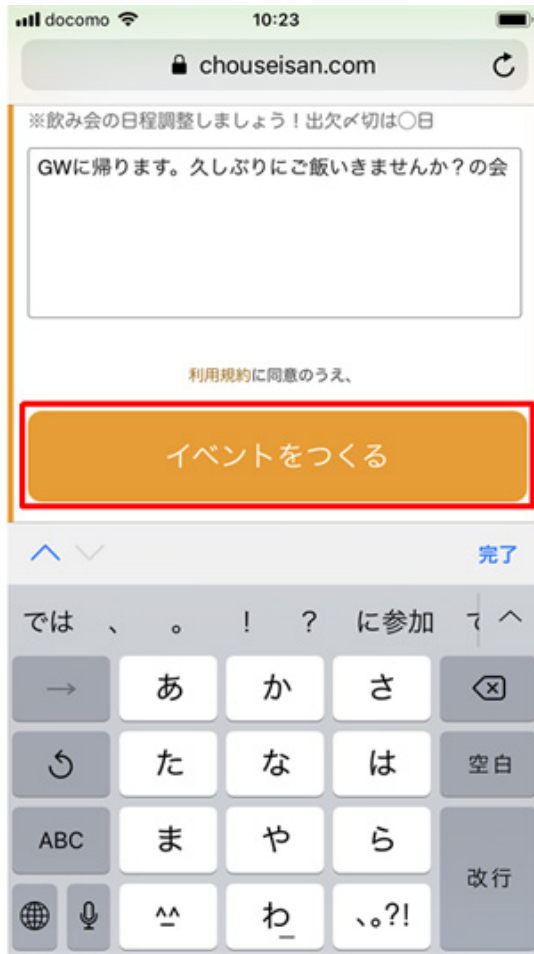 docomo 10:23
chouseisan.com
※飲み会の日程調整しましょう！出欠〆切は○日
GWに帰ります。久しぶりにご飯いきませんか？の会
利用規約に同意のうえ、
イベントをつくる
完了
では 、 。 ！ ？ に参加
→ あ か さ
た な は 空白
ABC ま や ら
改行
^^ わ 、。?!